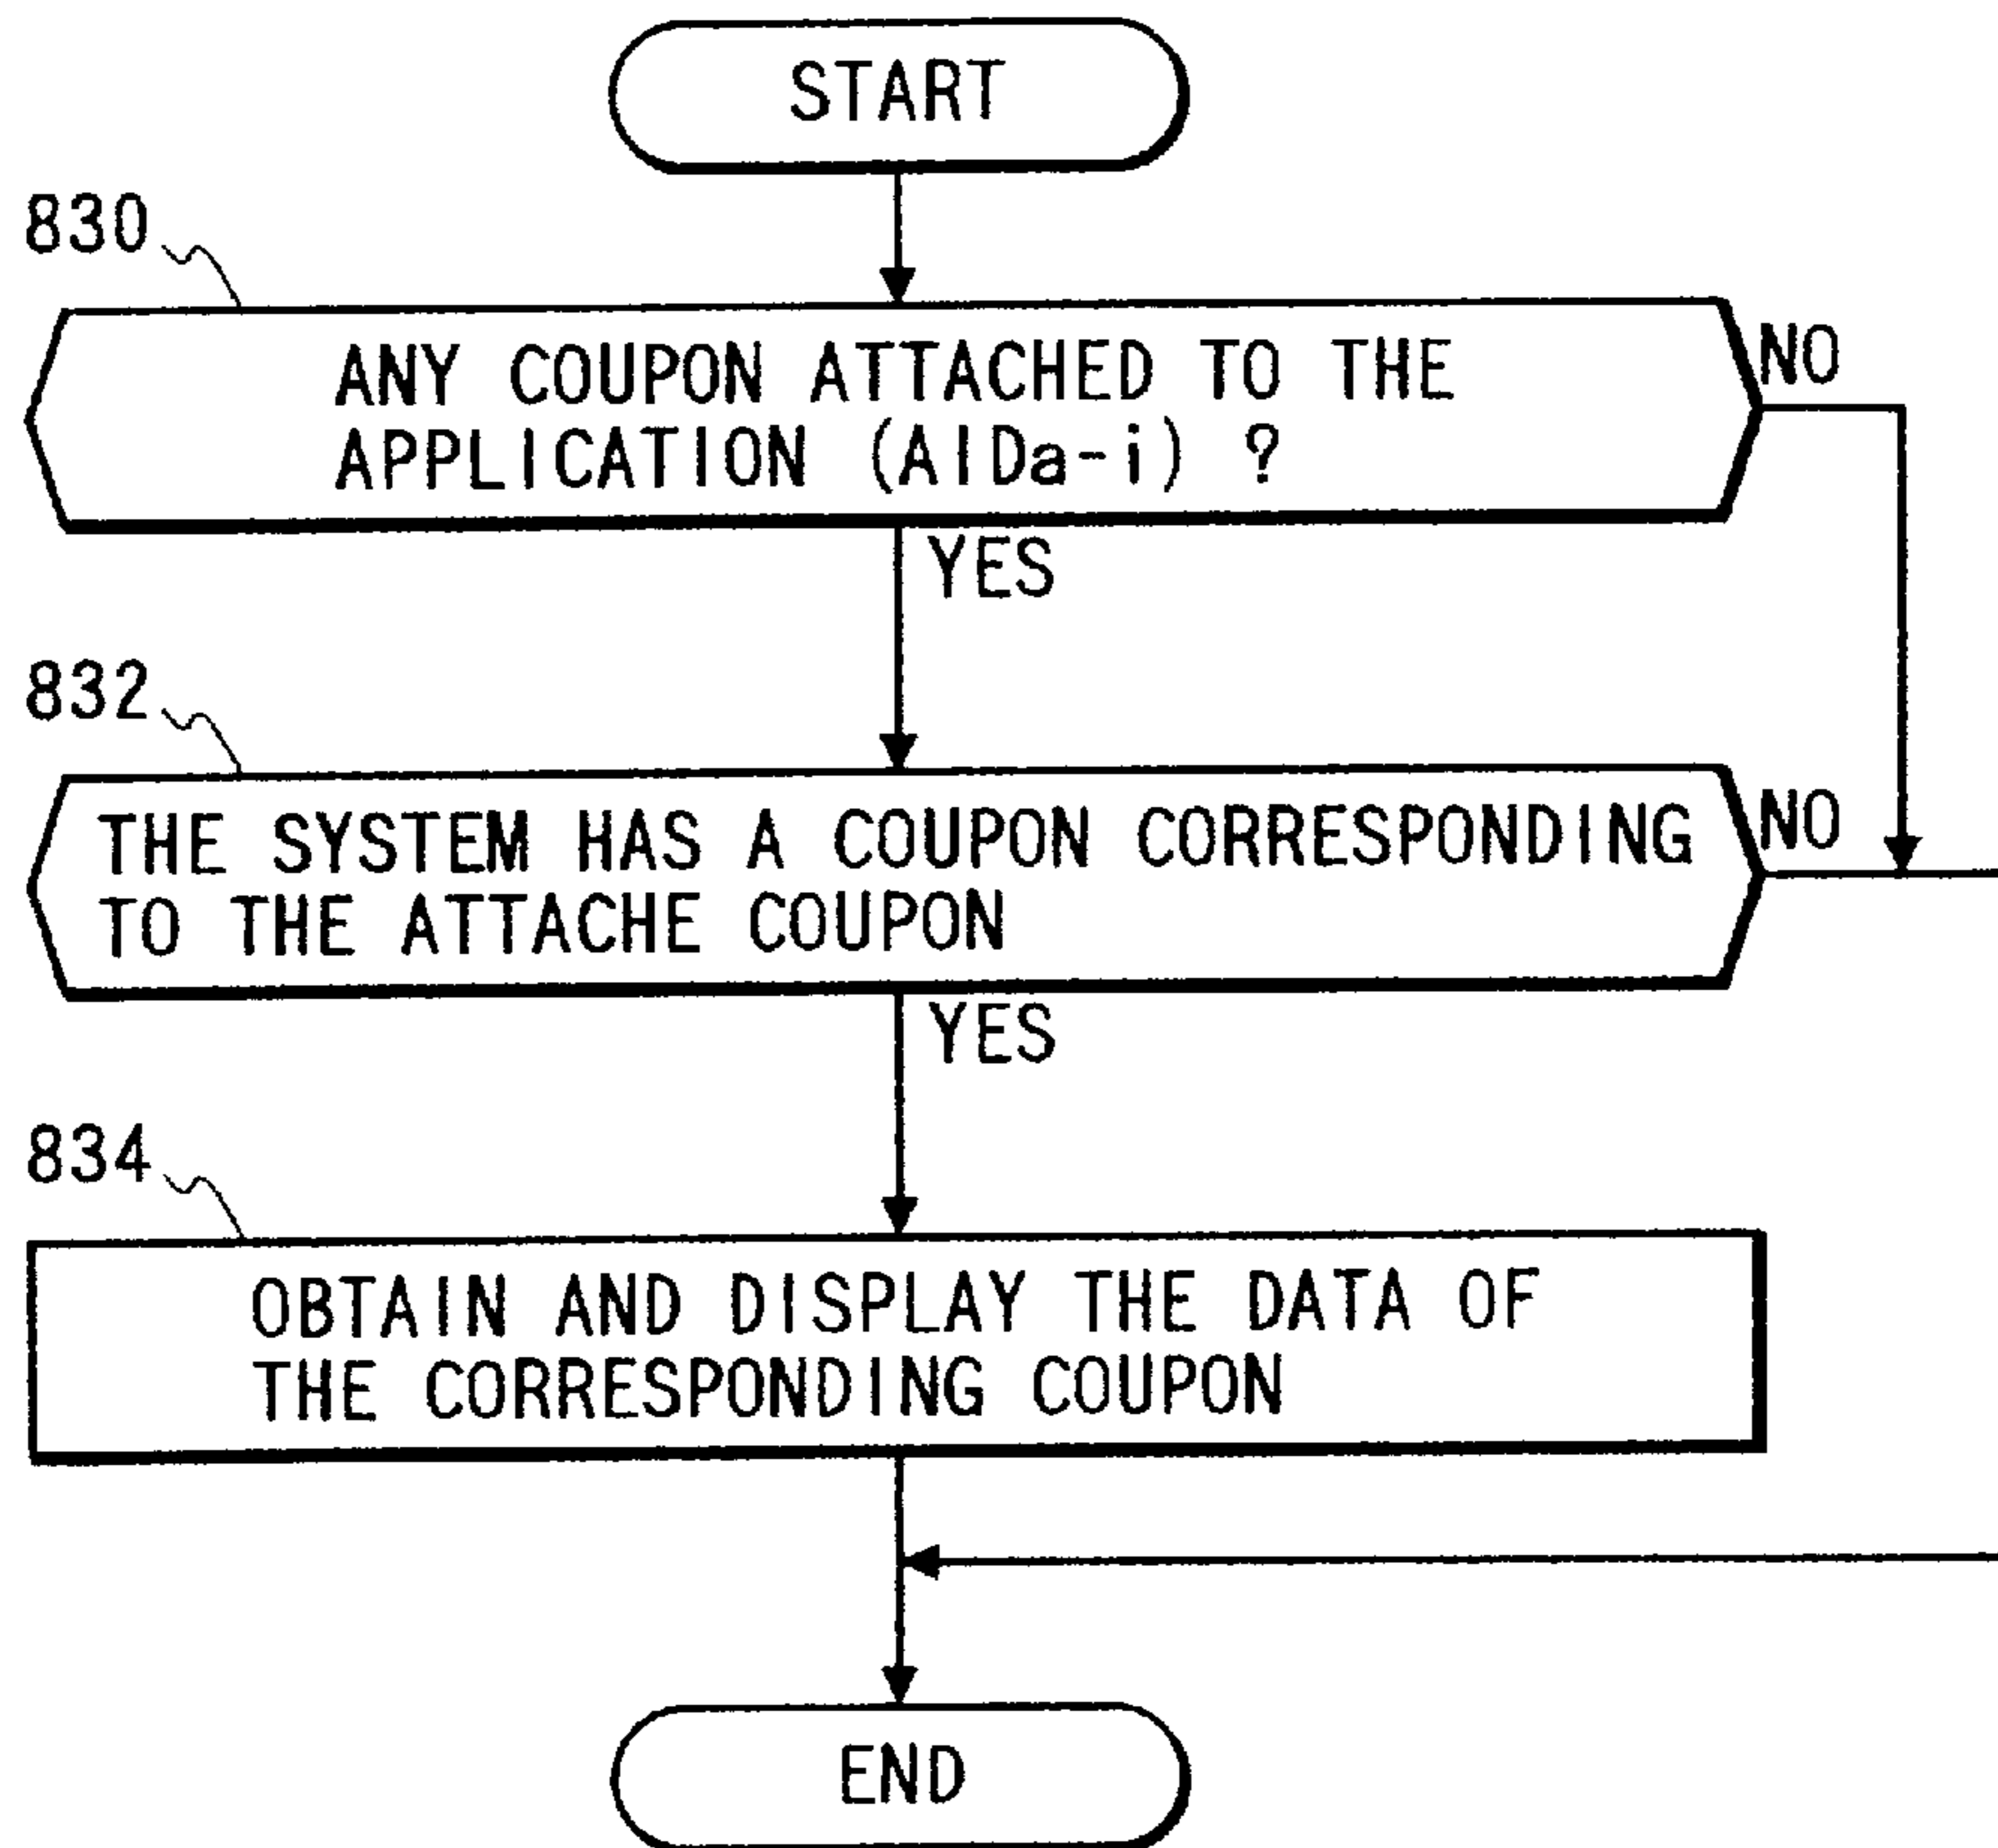 START
830
ANY COUPON ATTACHED TO THE
APPLICATION (AIDa-i) ?
NO
YES
832
THE SYSTEM HAS A COUPON CORRESPONDING
TO THE ATTACHE COUPON
NO
YES
834
OBTAIN AND DISPLAY THE DATA OF
THE CORRESPONDING COUPON
END